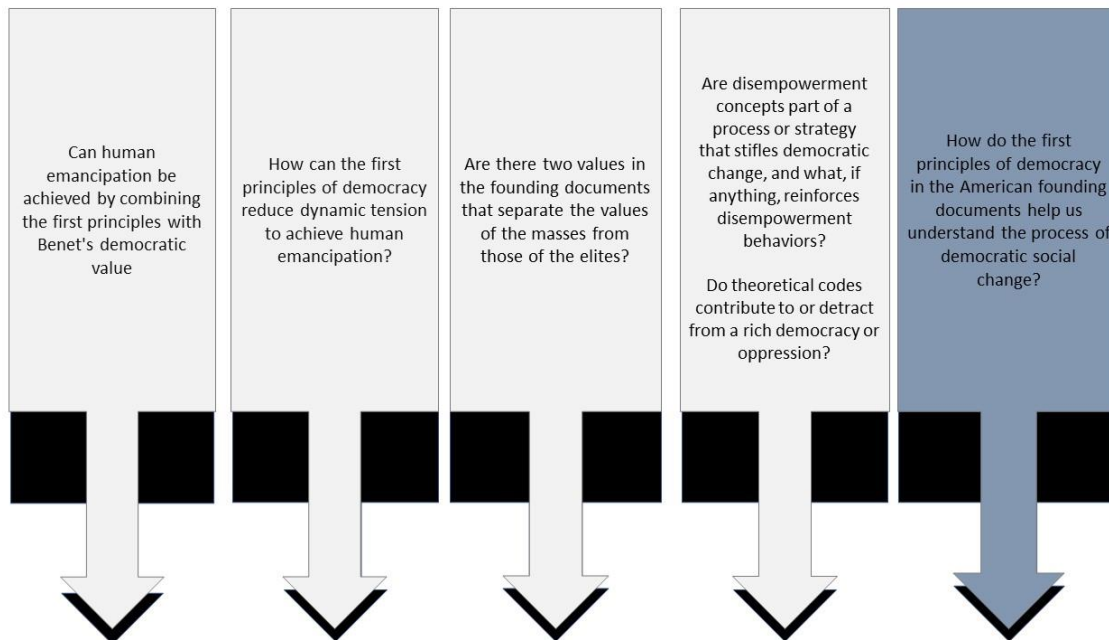 Can human
emancipation be
achieved by combining
the first principles with
Benet's democratic
value
How can the first
principles of democracy
reduce dynamic tension
to achieve human
emancipation?
Are there two values in
the founding documents
that separate the values
of the masses from
those of the elites?
Are disempowerment
concepts part of a
process or strategy
that stifles democratic
change, and what, if
anything, reinforces
disempowerment
behaviors?
Do theoretical codes
contribute to or detract
from a rich democracy or
oppression?
How do the first
principles of democracy
in the American founding
documents help us
understand the process of
democratic social
change?